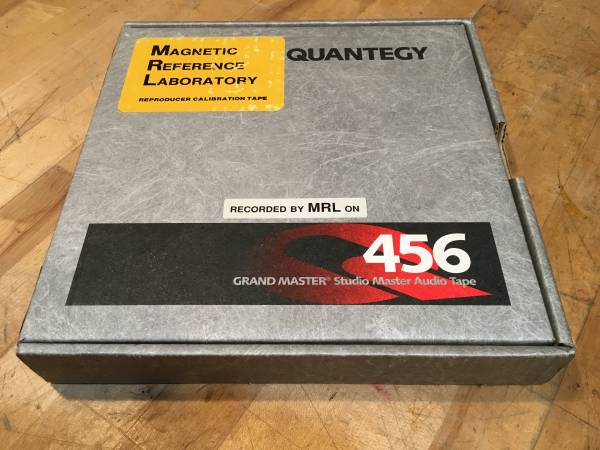 MAGNETIC
REFERENCE
LABORATORY
REPRODUCER CALIBRATION TAPE
QUANTEGY
RECORDED BY MRL ON
456
GRAND MASTER® Studio Master Audio Tape